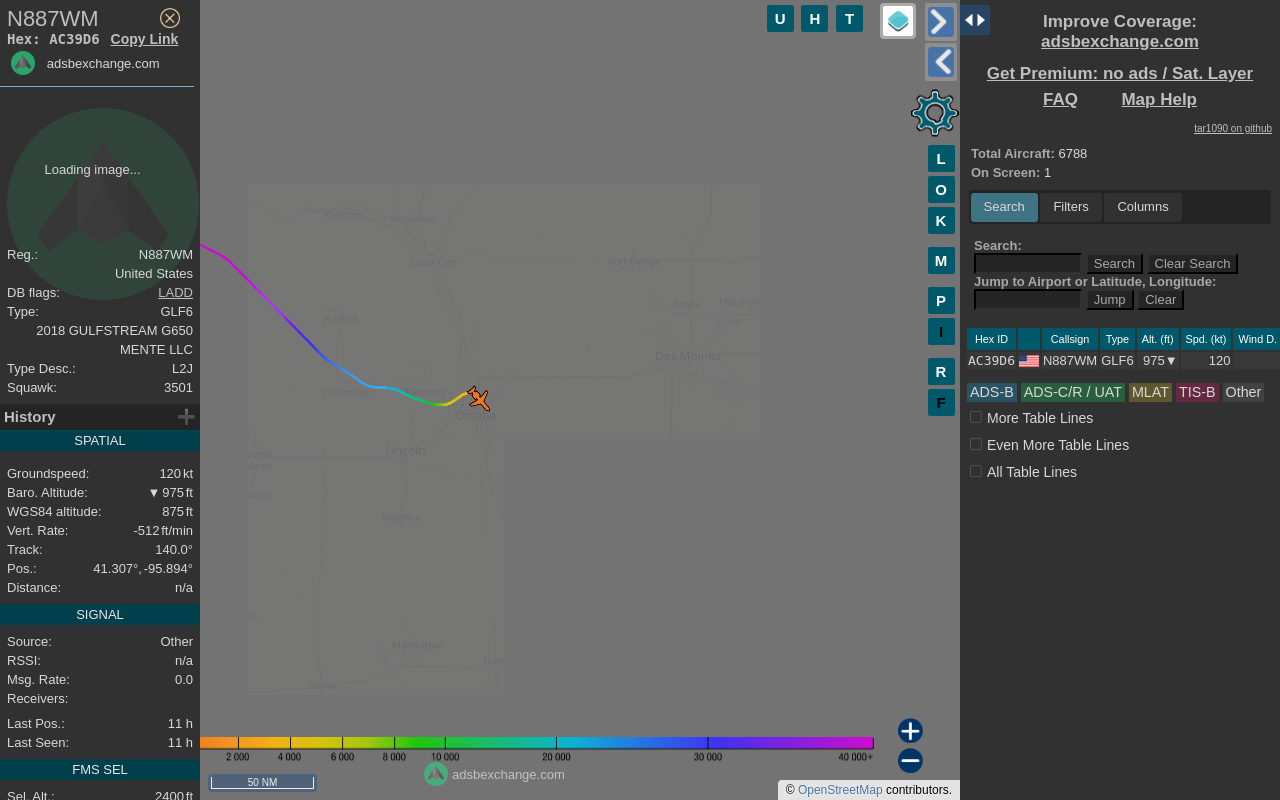 N887WM
Hex: AC39D6 Copy Link
adsbexchange.com
Loading image...
Reg.: N887WM
United States
DB flags: LADD
Type: GLF6
2018 GULFSTREAM G650
MENTE LLC
Type Desc.: L2J
Squawk: 3501
History
SPATIAL
Groundspeed: 120 kt
Baro. Altitude: ▼ 975 ft
WGS84 altitude: 875 ft
Vert. Rate: -512 ft/min
Track: 140.0°
Pos.: 41.307°, -95.894°
Distance: n/a
SIGNAL
Source: Other
RSSI: n/a
Msg. Rate: 0.0
Receivers:
Last Pos.: 11 h
Last Seen: 11 h
FMS SEL
Sel. Alt.: 2400 ft
U H T
L
O
K
M
P
I
R
F
Yankton
Vermillion
Sioux City
Fort Dodge
Norfolk
Ames
Marshall
Des Moines
Columbus
Fremont
Omaha
Lincoln
Beatrice
Manhattan
Salina
2 000 4 000 6 000 8 000 10 000 20 000 30 000 40 000+
50 NM
adsbexchange.com
© OpenStreetMap contributors.
Improve Coverage:
adsbexchange.com
Get Premium: no ads / Sat. Layer
FAQ Map Help
tar1090 on github
Total Aircraft: 6788
On Screen: 1
Search Filters Columns
Search:
Search Clear Search
Jump to Airport or Latitude, Longitude:
Jump Clear
Hex ID Callsign Type Alt. (ft) Spd. (kt) Wind D.
AC39D6 N887WM GLF6 975▼ 120
ADS-B ADS-C/R / UAT MLAT TIS-B Other
More Table Lines
Even More Table Lines
All Table Lines